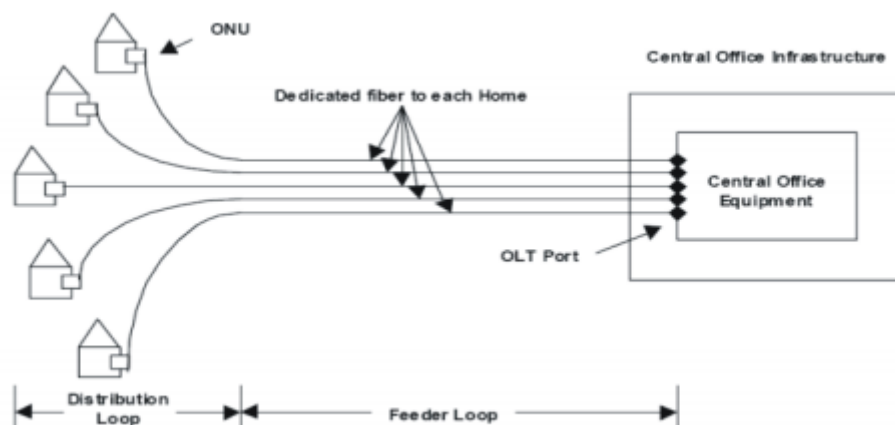 ONU
Central Office Infrastructure
Dedicated fiber to each Home
Central Office
Equipment
OLT Port
Distribution
Loop
Feeder Loop